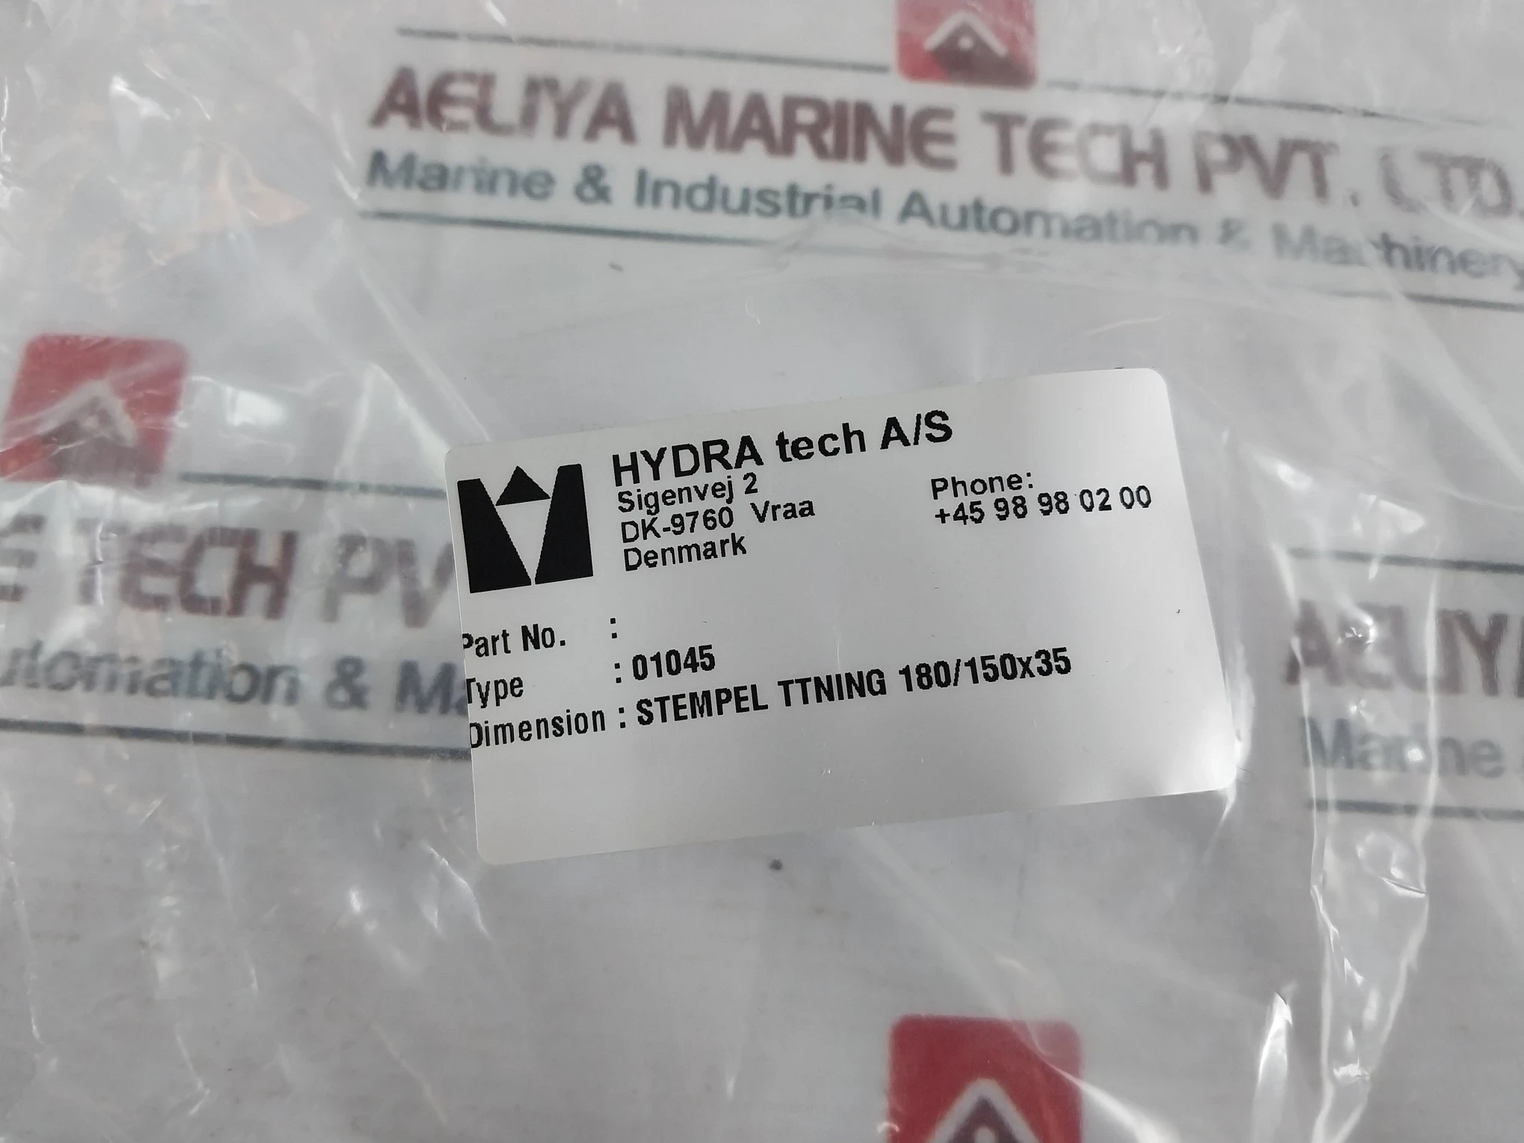 AELIYA MARINE TECH PVT. LTD.
Marine & Industrial Automation & Machinery
HYDRA tech A/S
Sigenvej 2
DK-9760 Vraa
Denmark
Phone:
+45 98 98 02 00
Part No. :
Type : 01045
Dimension : STEMPEL TTNING 180/150x35
E TECH PV
utomation & Ma
AELIY
Marine